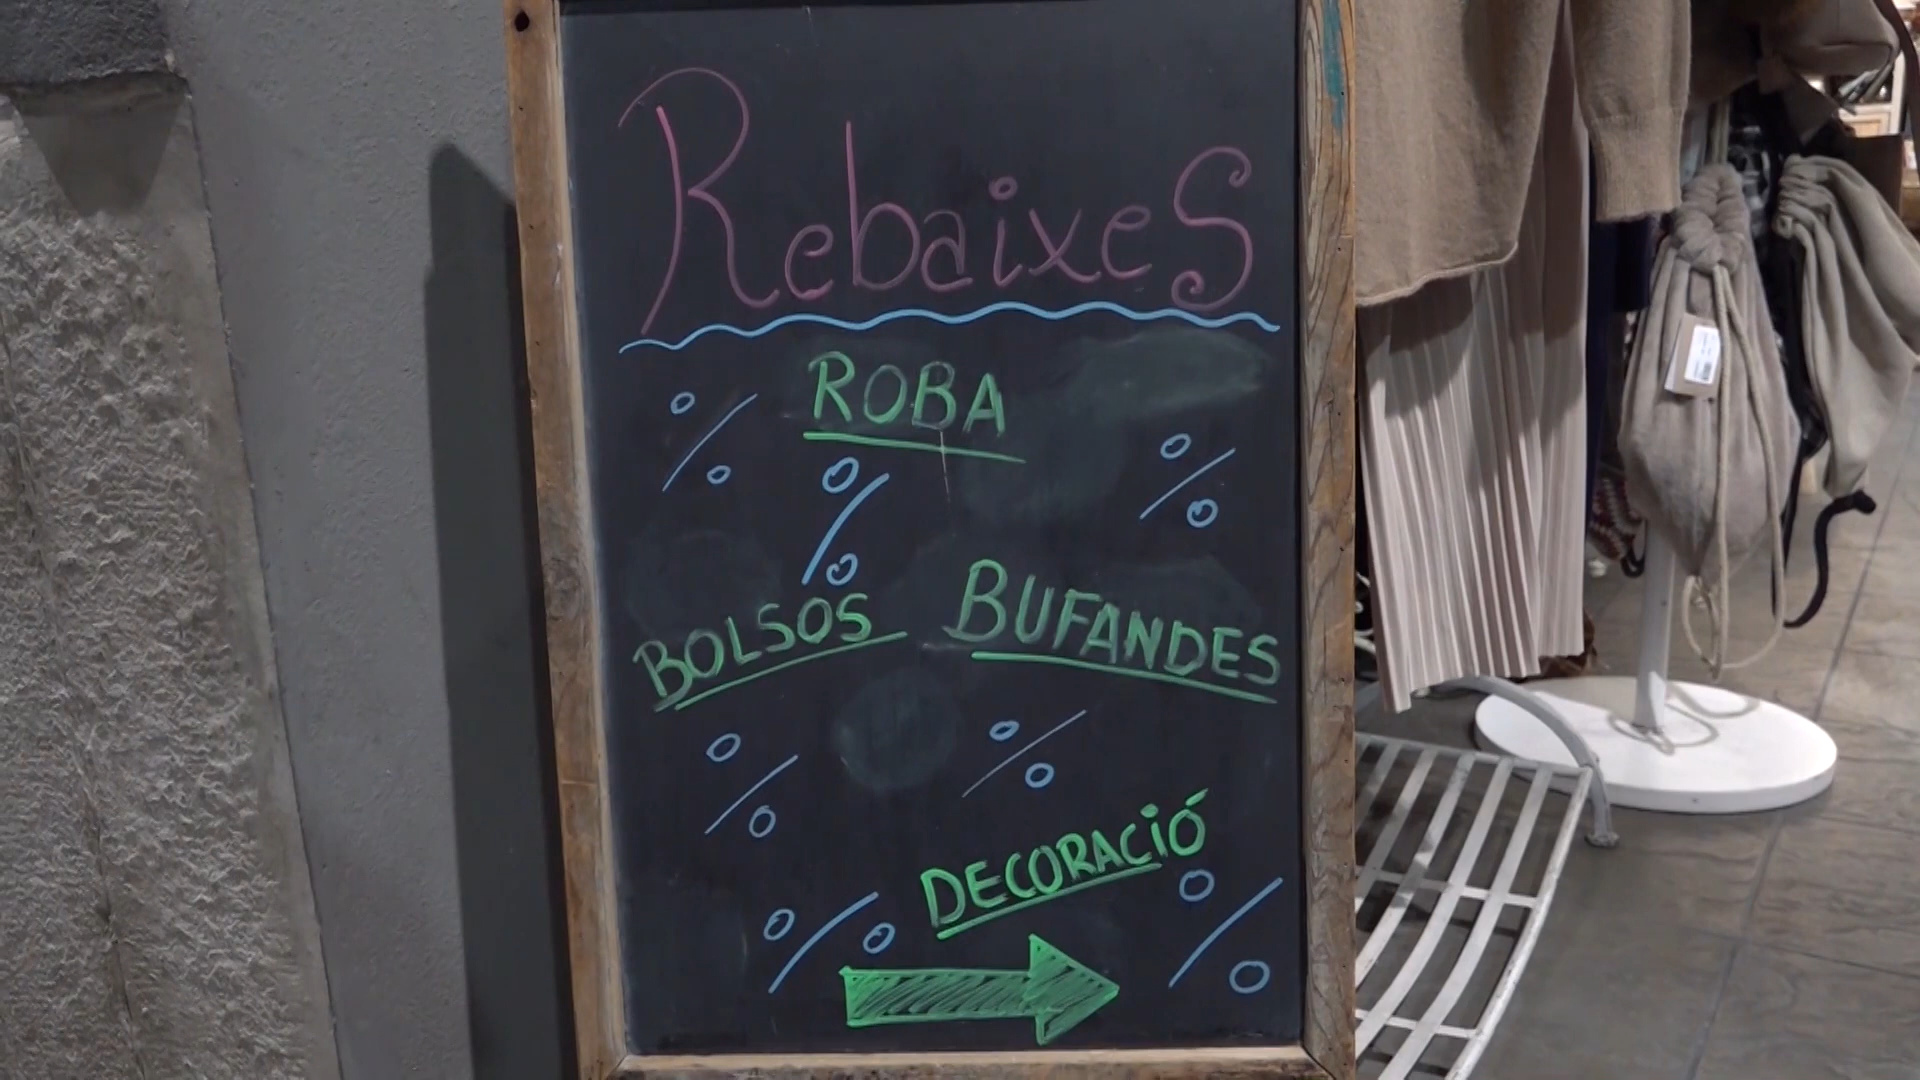 RebaixeS
% ROBA
% %
BOLSOS BUFANDES
% %
DECORACIÓ
% %